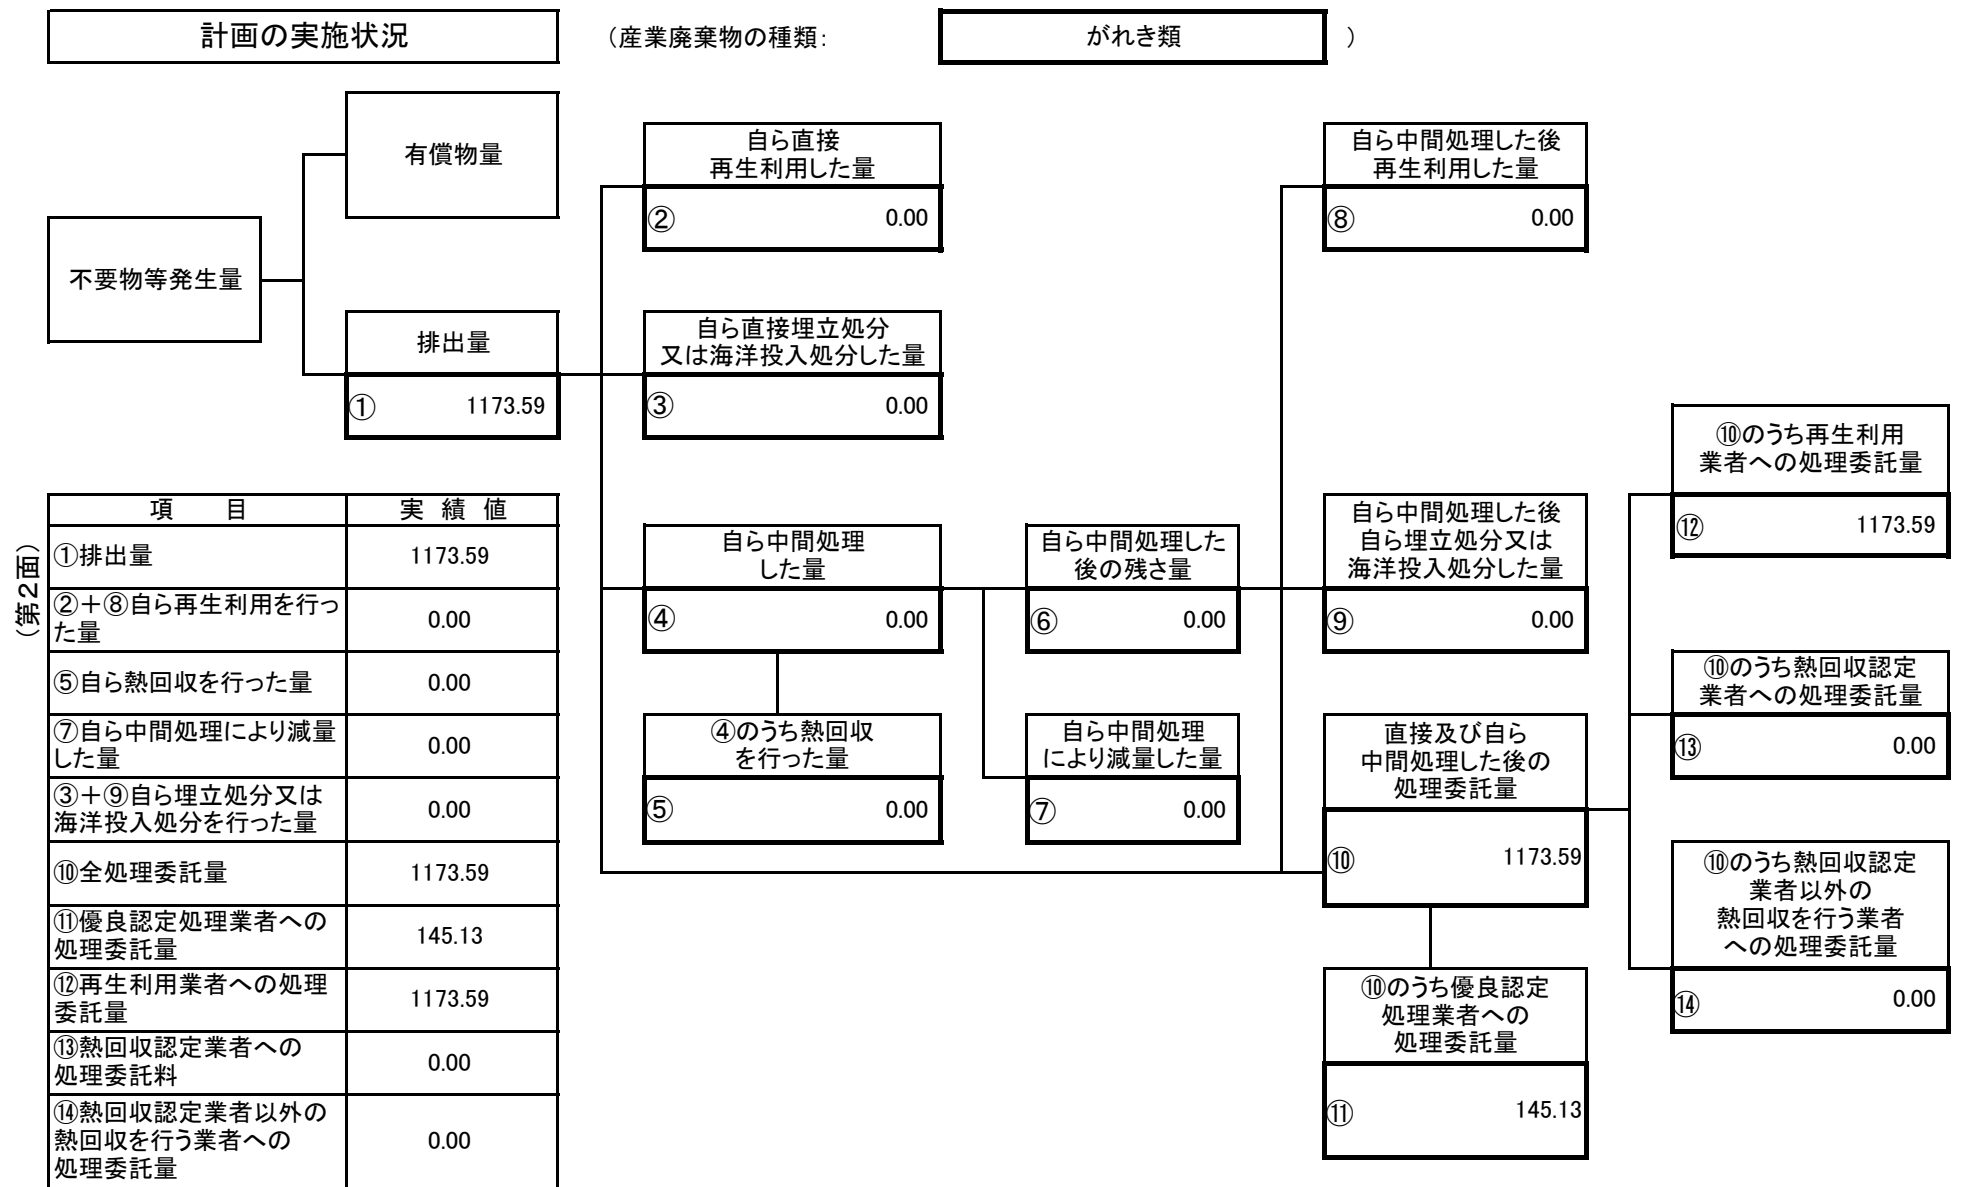 計画の実施状況
（産業廃棄物の種類：
がれき類
）
有償物量
不要物等発生量
排出量
① 1173.59
自ら直接
再生利用した量
② 0.00
自ら直接埋立処分
又は海洋投入処分した量
③ 0.00
自ら中間処理
した量
④ 0.00
④のうち熱回収
を行った量
⑤ 0.00
自ら中間処理した
後の残さ量
⑥ 0.00
自ら中間処理
により減量した量
⑦ 0.00
自ら中間処理した後
再生利用した量
⑧ 0.00
自ら中間処理した後
自ら埋立処分又は
海洋投入処分した量
⑨ 0.00
直接及び自ら
中間処理した後の
処理委託量
⑩ 1173.59
⑩のうち優良認定
処理業者への
処理委託量
⑪ 145.13
⑩のうち再生利用
業者への処理委託量
⑫ 1173.59
⑩のうち熱回収認定
業者への処理委託量
⑬ 0.00
⑩のうち熱回収認定
業者以外の
熱回収を行う業者
への処理委託量
⑭ 0.00
（第２面）
項　目 実績値
①排出量 1173.59
②＋⑧自ら再生利用を行っ
た量 0.00
⑤自ら熱回収を行った量 0.00
⑦自ら中間処理により減量
した量 0.00
③＋⑨自ら埋立処分又は
海洋投入処分を行った量 0.00
⑩全処理委託量 1173.59
⑪優良認定処理業者への
処理委託量 145.13
⑫再生利用業者への処理
委託量 1173.59
⑬熱回収認定業者への
処理委託料 0.00
⑭熱回収認定業者以外の
熱回収を行う業者への
処理委託量 0.00